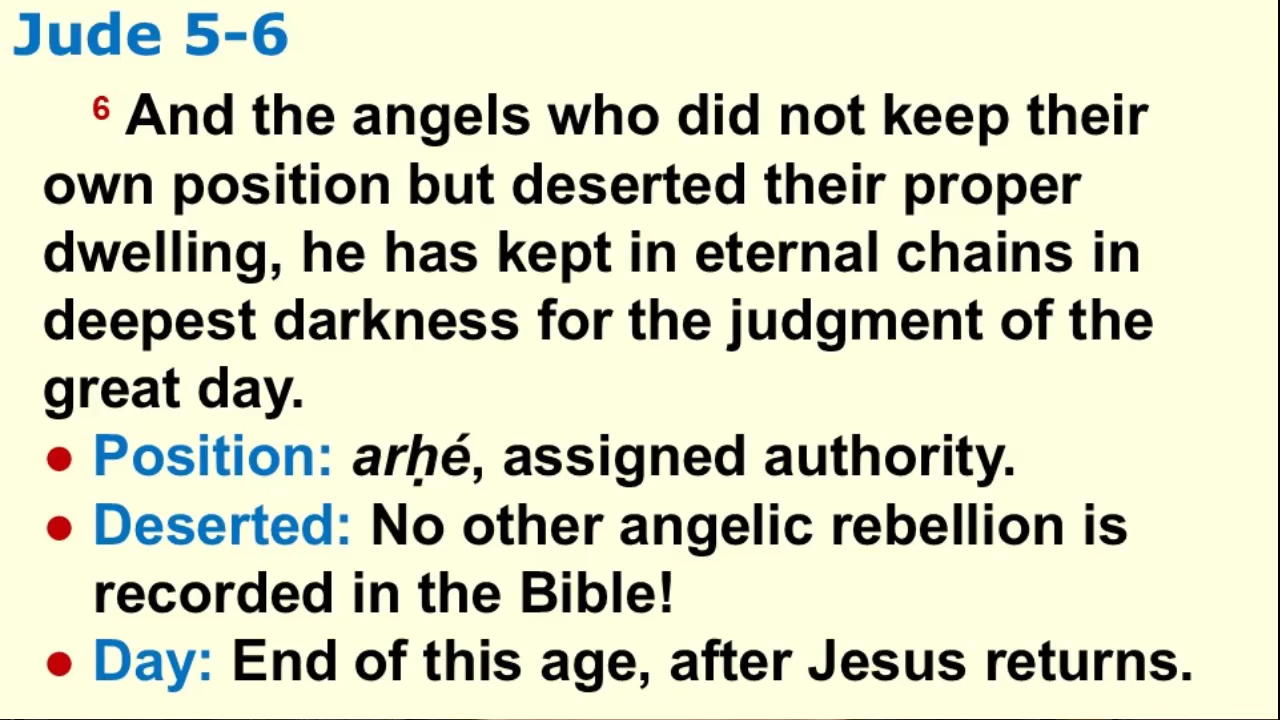 Jude 5-6
6 And the angels who did not keep their
own position but deserted their proper
dwelling, he has kept in eternal chains in
deepest darkness for the judgment of the
great day.
● Position: arḥé, assigned authority.
● Deserted: No other angelic rebellion is
recorded in the Bible!
● Day: End of this age, after Jesus returns.